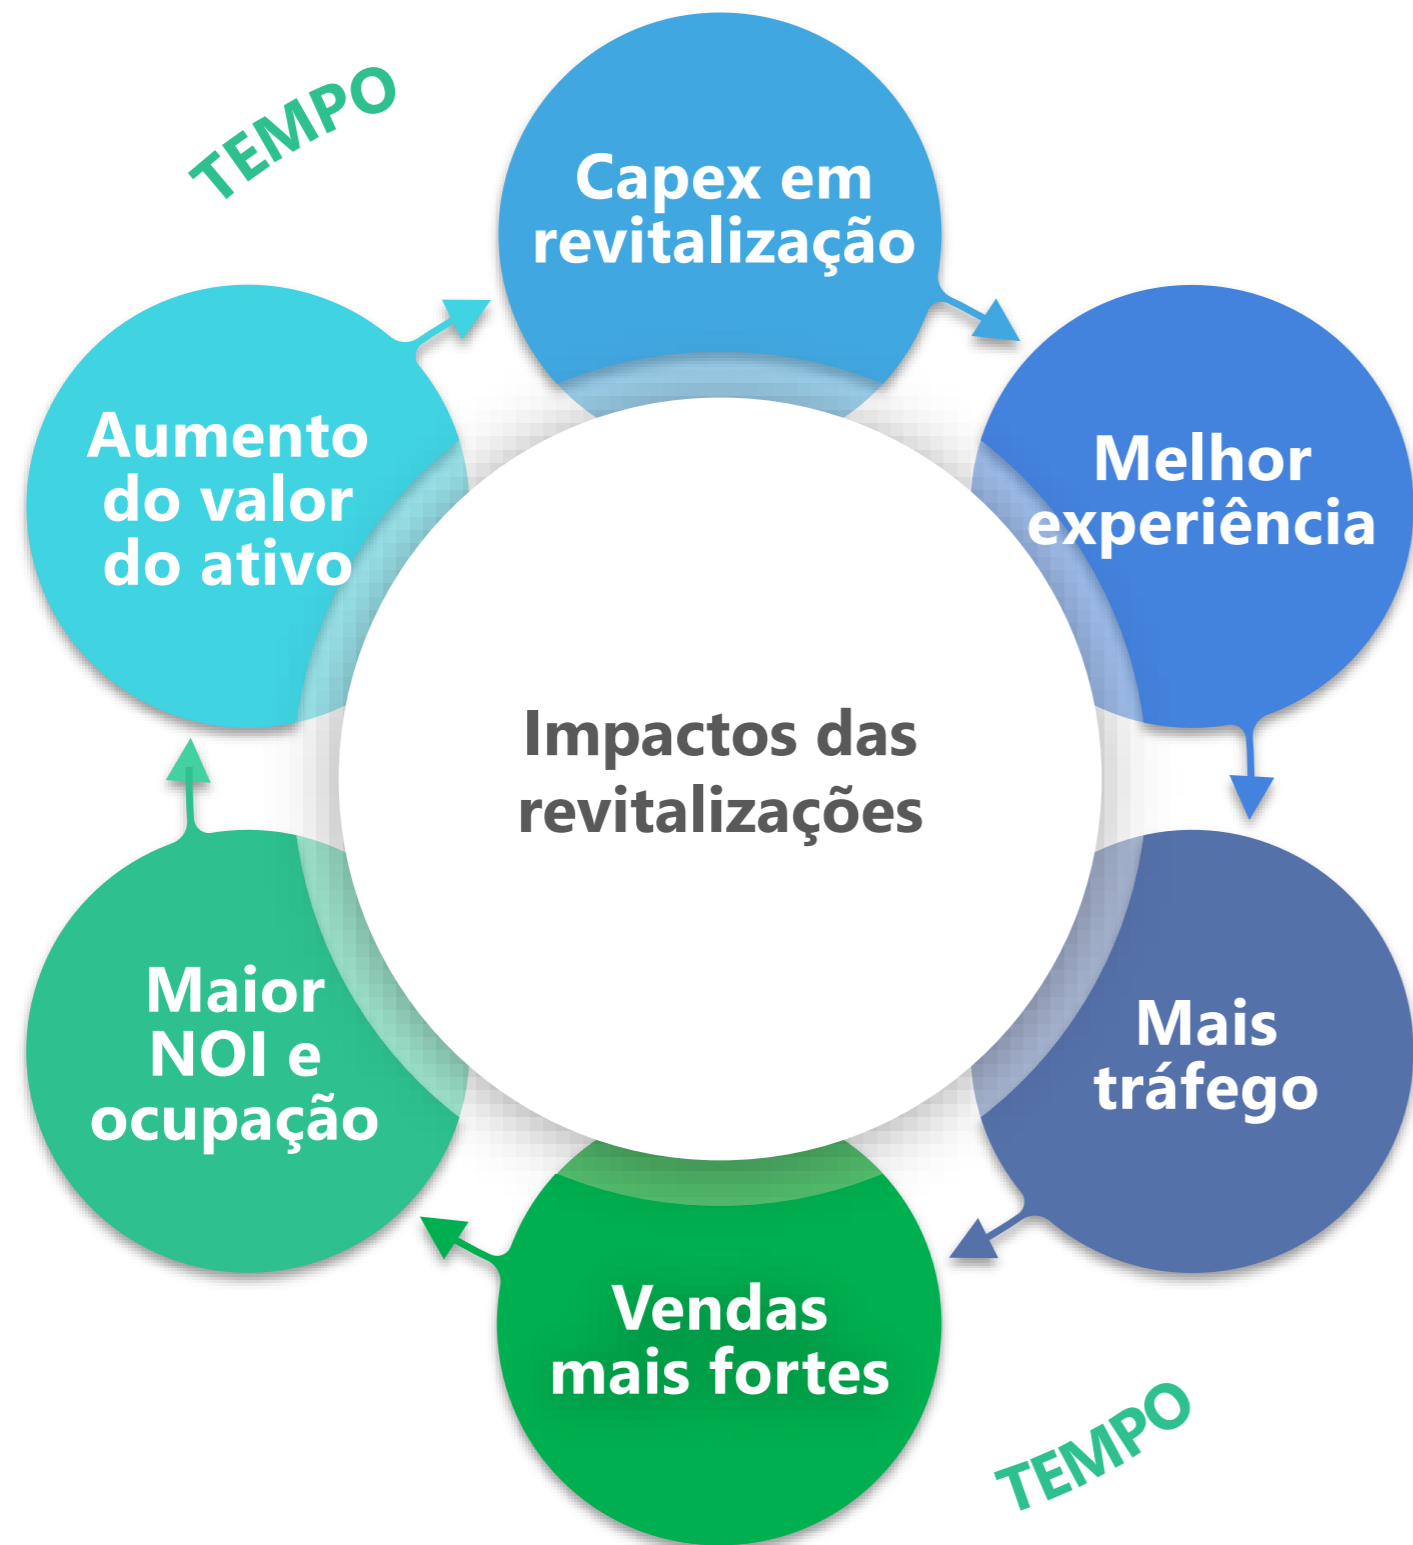 TEMPO
Capex em
revitalização
Melhor
experiência
Mais
tráfego
Vendas
mais fortes
Maior
NOI e
ocupação
Aumento
do valor
do ativo
Impactos das
revitalizações
TEMPO